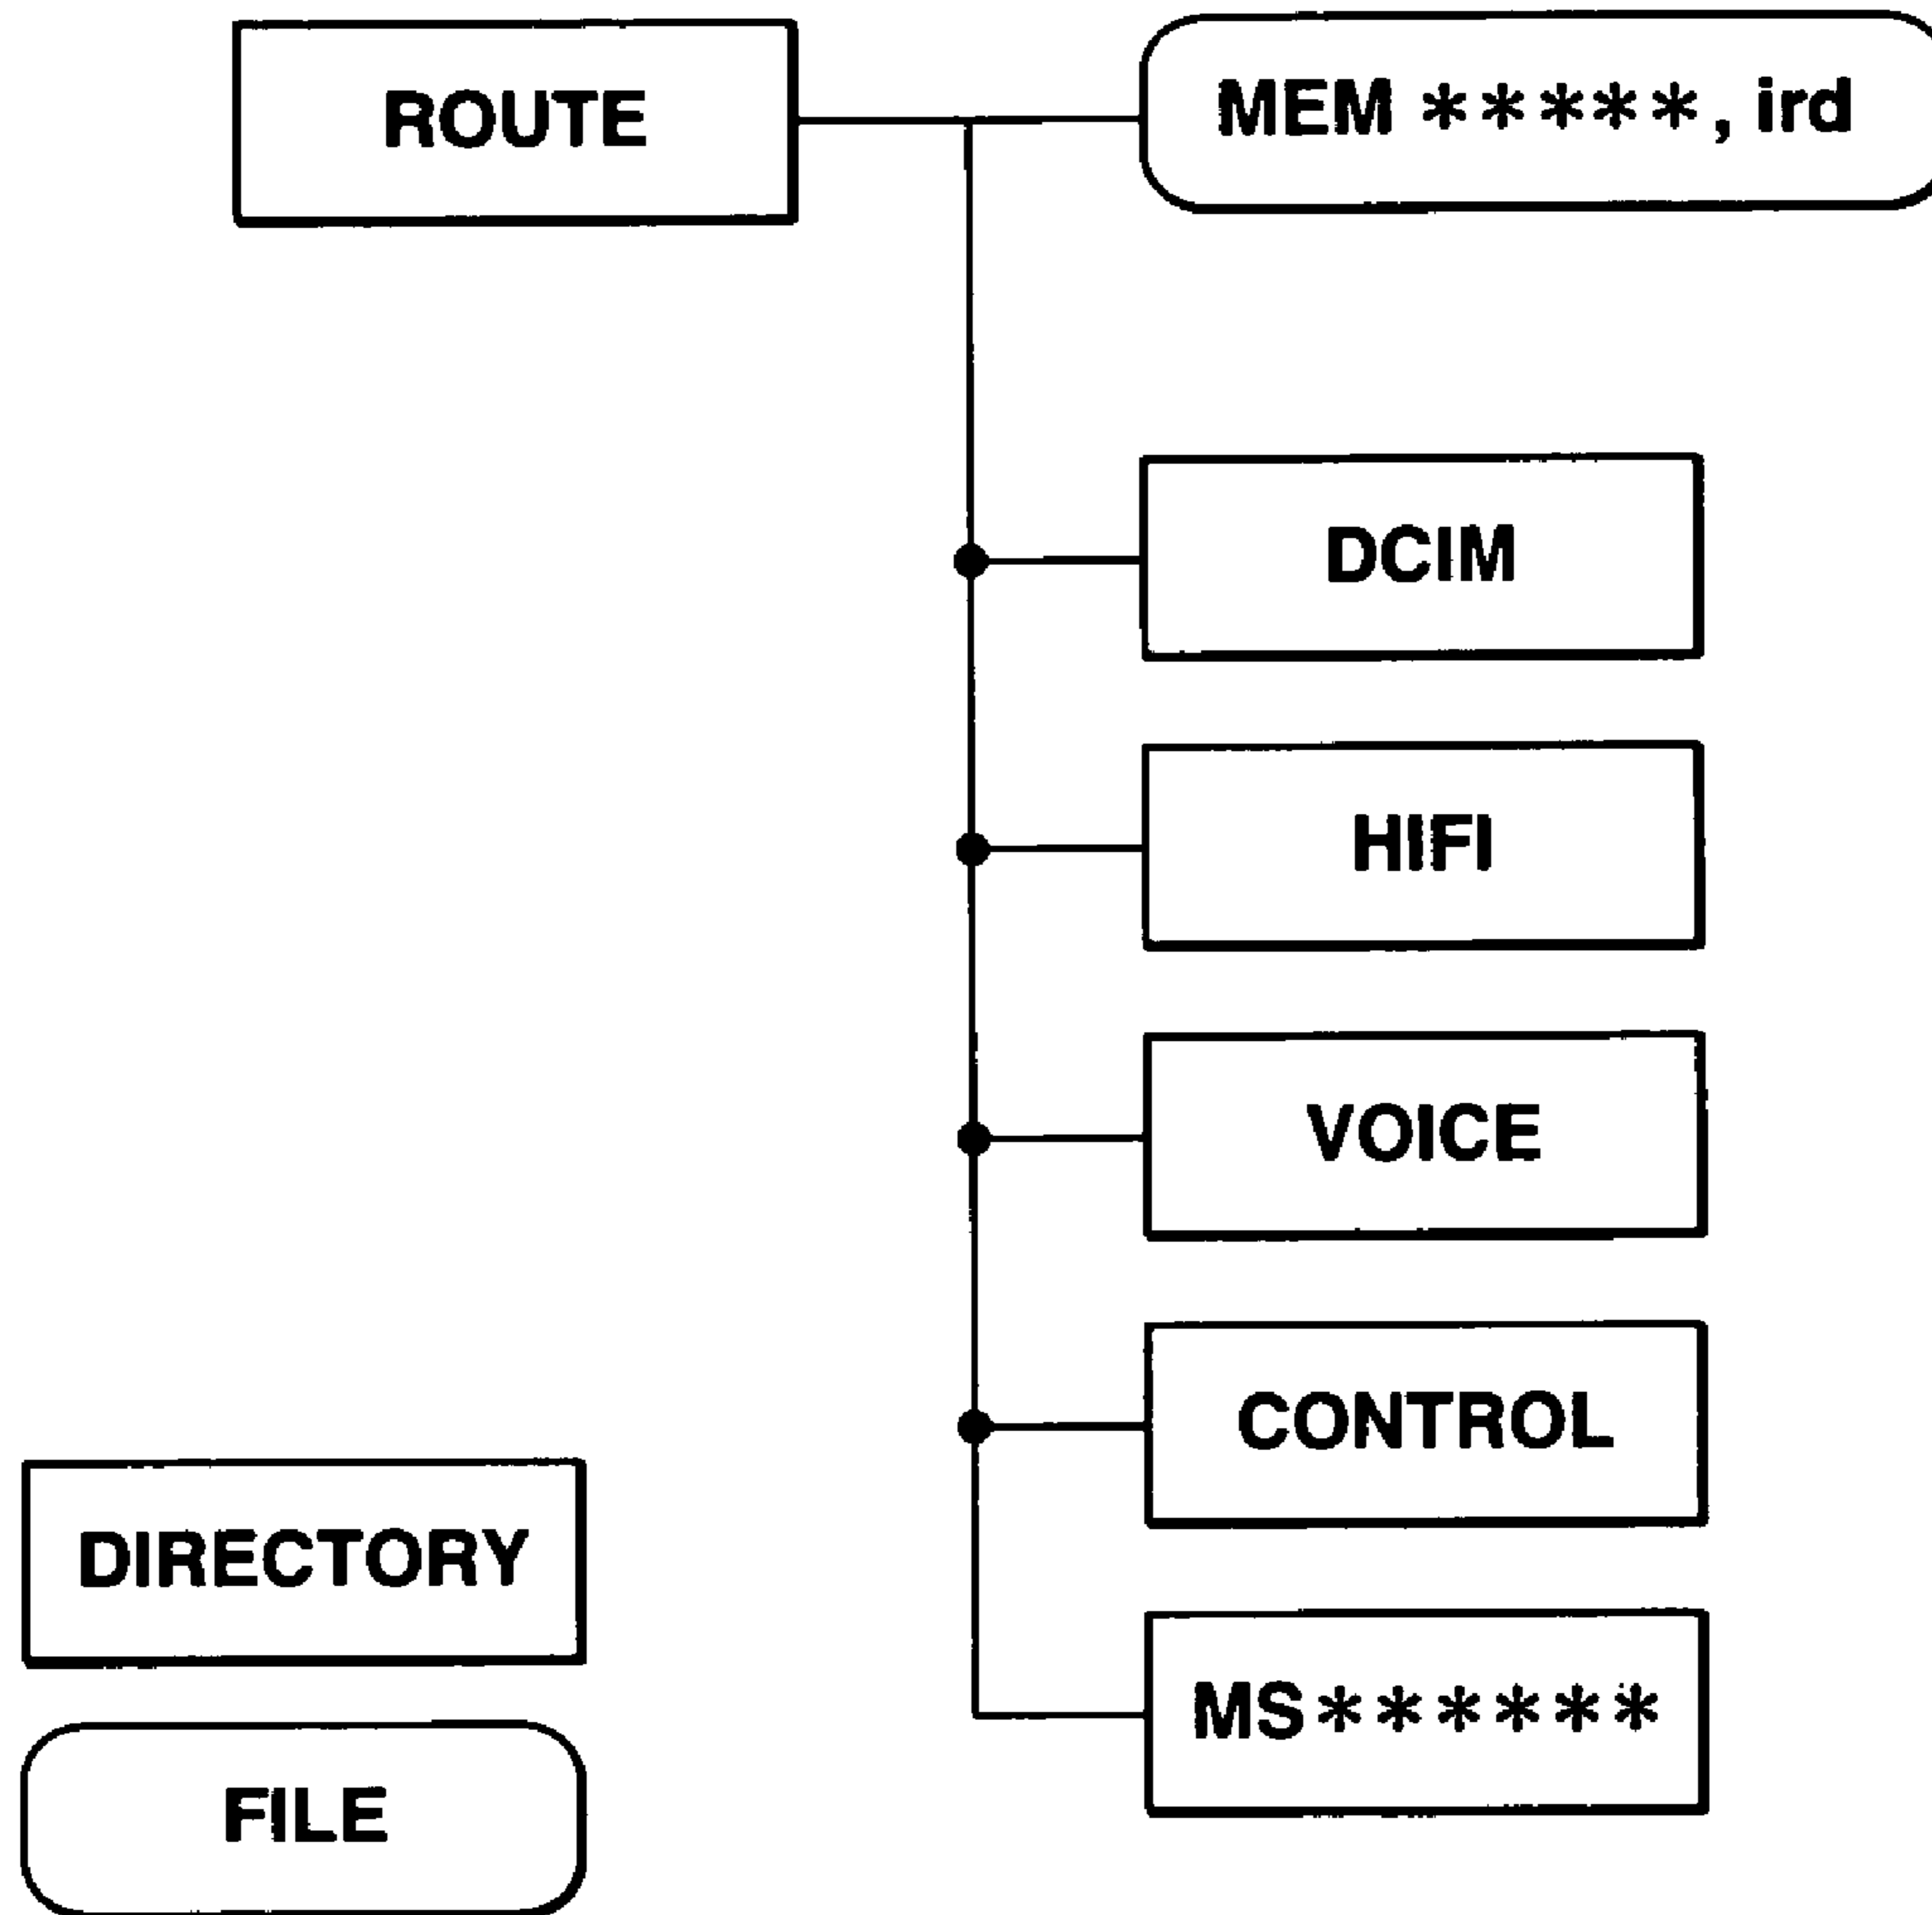 ROUTE
MEM*****, ird
DCIM
HIFI
VOICE
CONTROL
MS******
DIRECTORY
FILE